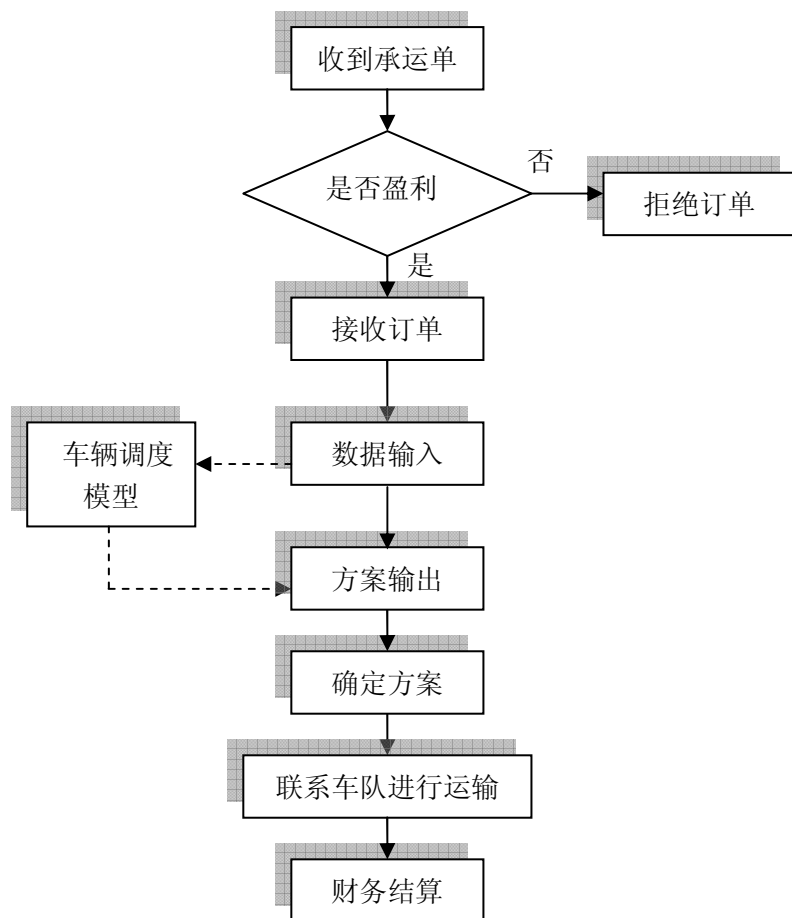 收到承运单
是否盈利
否
拒绝订单
是
接收订单
车辆调度
模型
数据输入
方案输出
确定方案
联系车队进行运输
财务结算